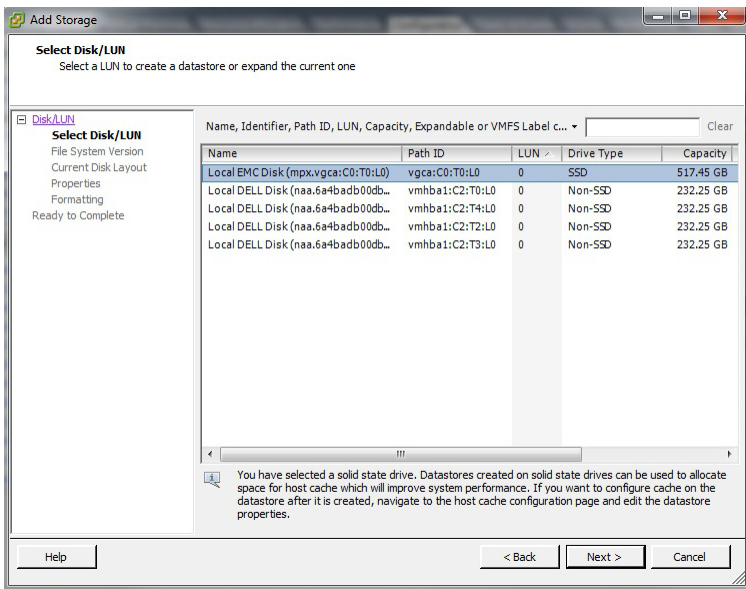 Add Storage
Select Disk/LUN
Select a LUN to create a datastore or expand the current one
Disk/LUN
Select Disk/LUN
File System Version
Current Disk Layout
Properties
Formatting
Ready to Complete
Name, Identifier, Path ID, LUN, Capacity, Expandable or VMFS Label c... Clear
Name Path ID LUN Drive Type Capacity
Local EMC Disk (mpx.vgca:C0:T0:L0) vgca:C0:T0:L0 0 SSD 517.45 GB
Local DELL Disk (naa.6a4badb00db... vmhba1:C2:T0:L0 0 Non-SSD 232.25 GB
Local DELL Disk (naa.6a4badb00db... vmhba1:C2:T4:L0 0 Non-SSD 232.25 GB
Local DELL Disk (naa.6a4badb00db... vmhba1:C2:T2:L0 0 Non-SSD 232.25 GB
Local DELL Disk (naa.6a4badb00db... vmhba1:C2:T3:L0 0 Non-SSD 232.25 GB
You have selected a solid state drive. Datastores created on solid state drives can be used to allocate
space for host cache which will improve system performance. If you want to configure cache on the
datastore after it is created, navigate to the host cache configuration page and edit the datastore
properties.
Help < Back Next > Cancel